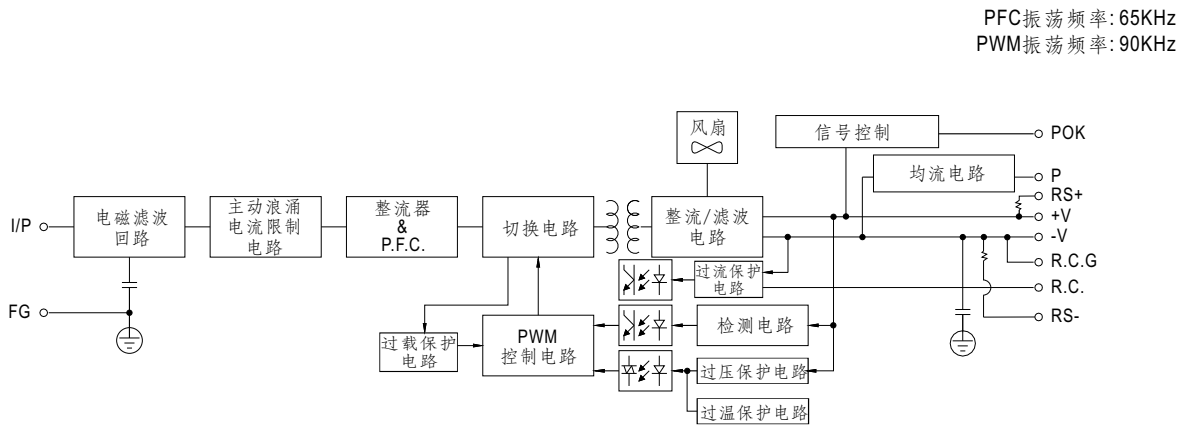 PFC振荡频率: 65KHz
PWM振荡频率: 90KHz
风扇
信号控制
POK
均流电路
P
RS+
I/P
电磁滤波
回路
主动浪涌
电流限制
电路
整流器
&
P.F.C.
切换电路
整流/滤波
电路
+V
-V
过流保护
电路
R.C.G
R.C.
RS-
FG
过载保护
电路
PWM
控制电路
检测电路
过压保护电路
过温保护电路